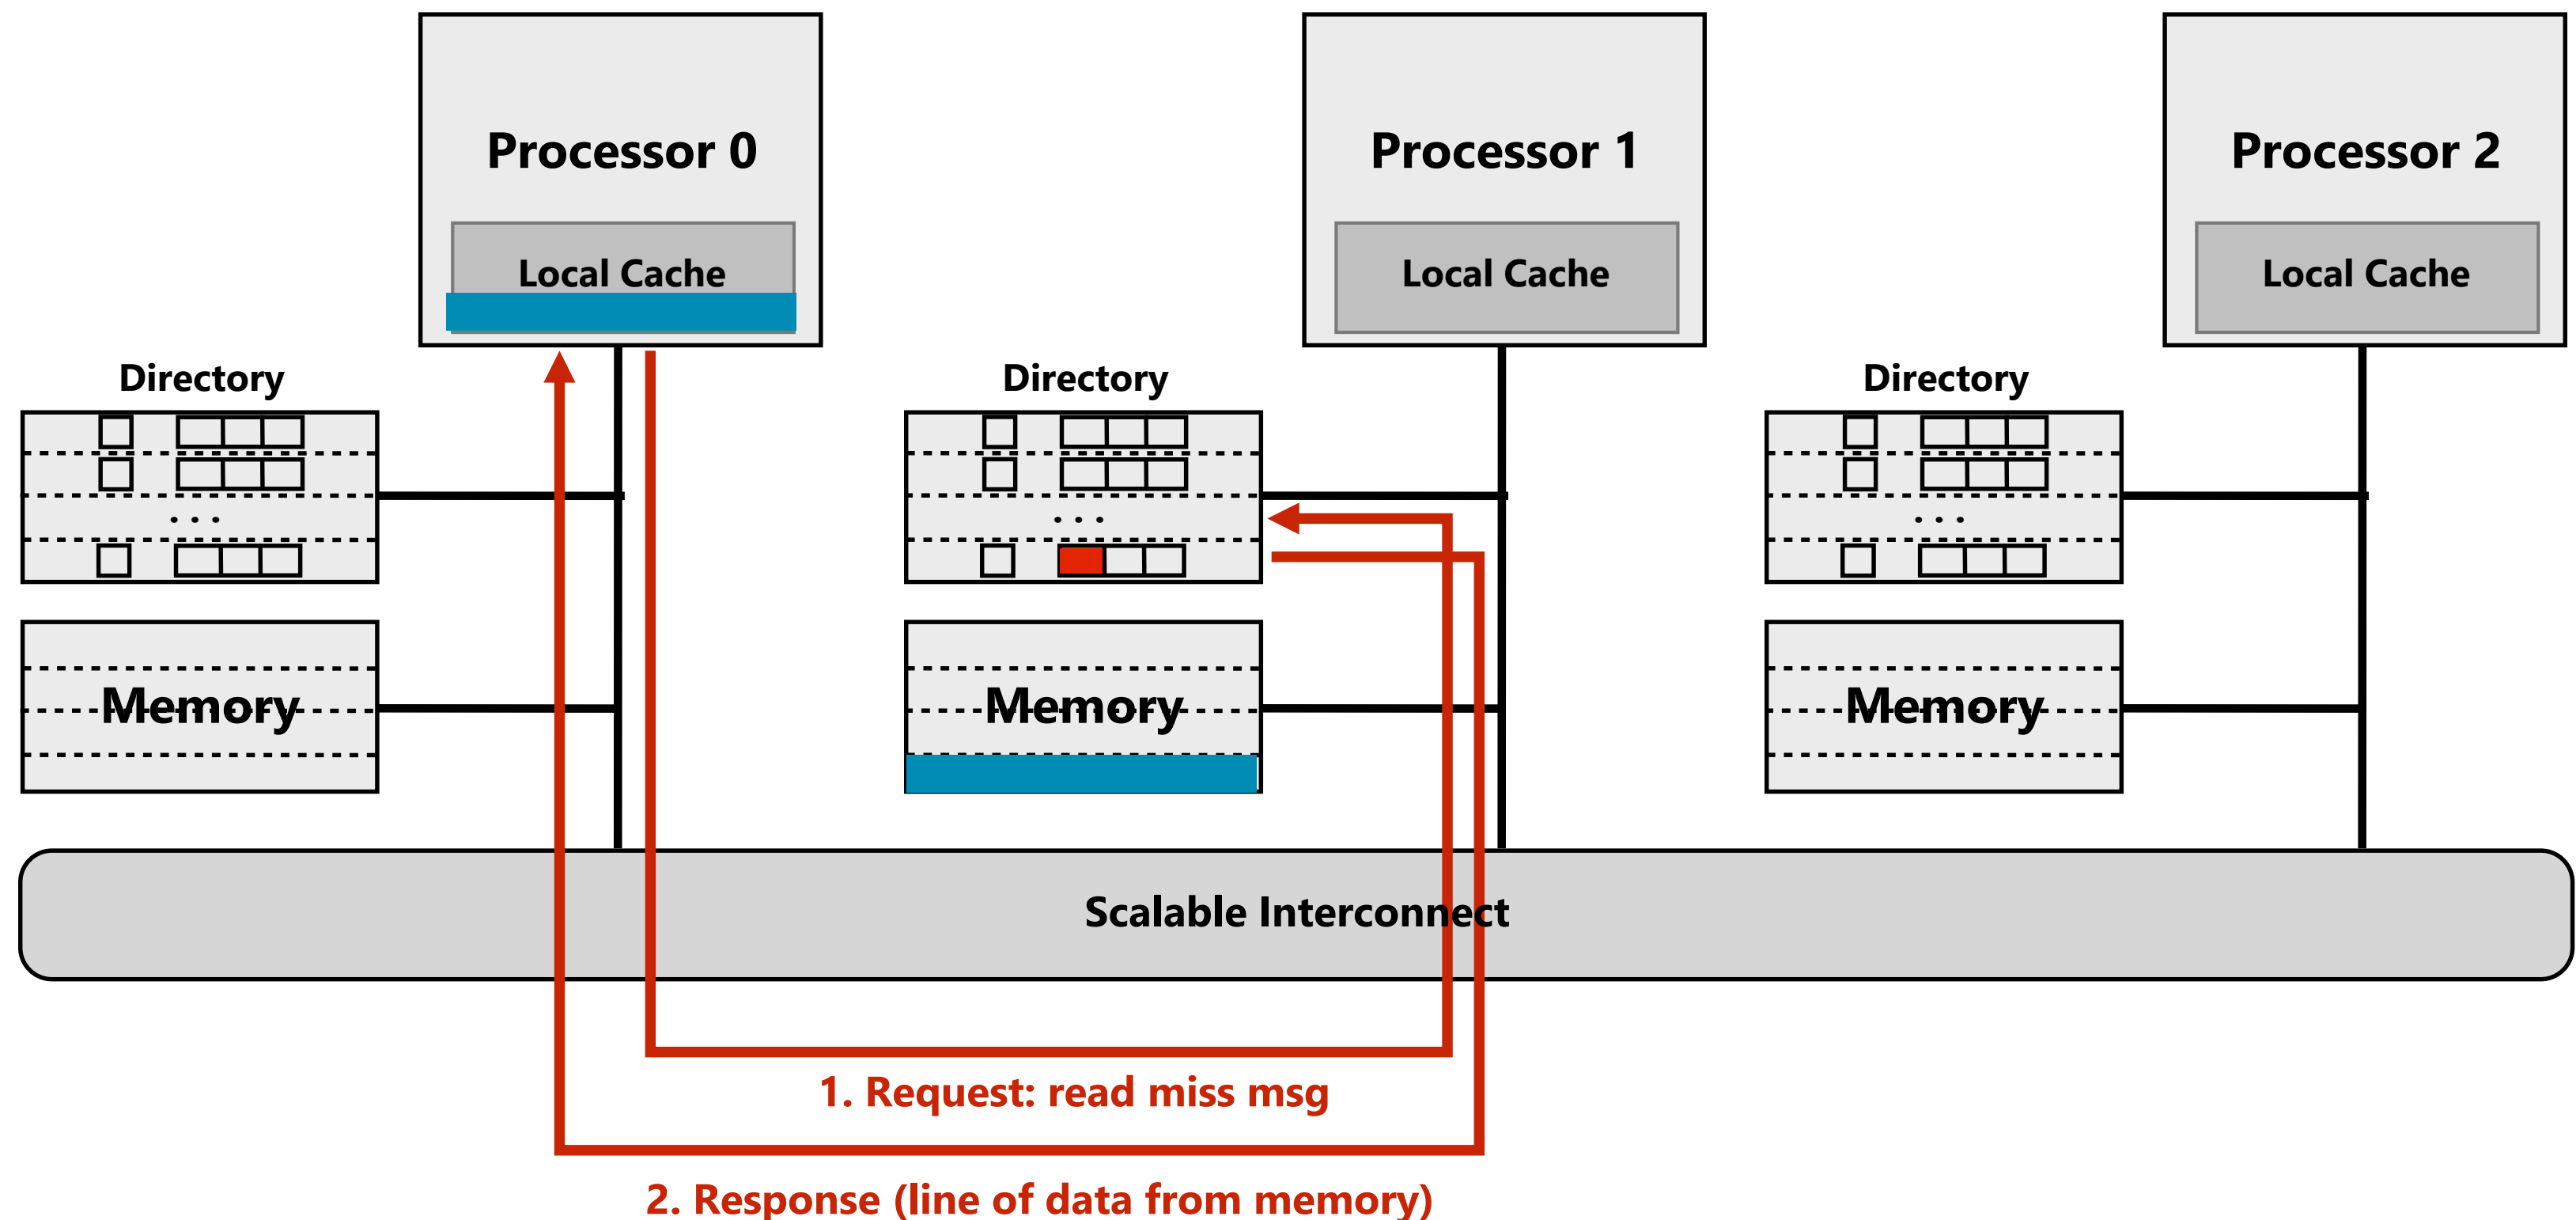 Processor 0
Processor 1
Processor 2
Local Cache
Local Cache
Local Cache
Directory
Directory
Directory
. . .
. . .
. . .
Memory
Memory
Memory
Scalable Interconnect
1. Request: read miss msg
2. Response (line of data from memory)